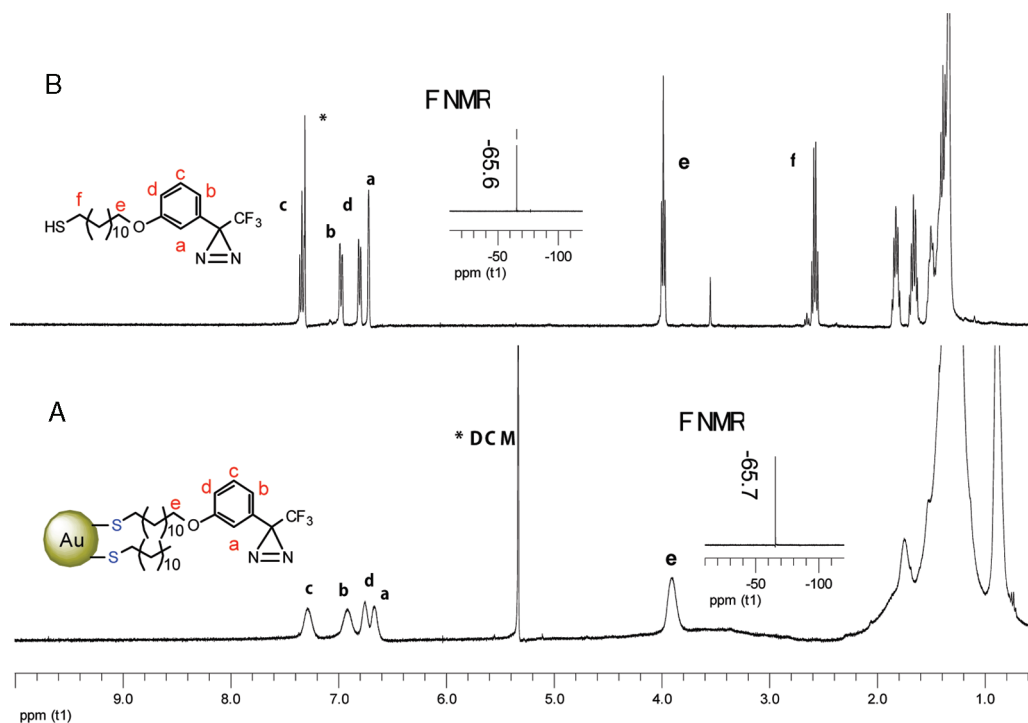 B
F NMR
*
-65.6
a
e
f
c
d
b
f
HS
10
e
O
d
c
b
a
CF3
N=N
-50 -100
ppm (t1)
A
* DCM
F NMR
-65.7
Au
S
10
e
O
d
c
b
a
CF3
N=N
S
10
c
b
d
a
e
-50 -100
ppm (t1)
9.0 8.0 7.0 6.0 5.0 4.0 3.0 2.0 1.0
ppm (t1)